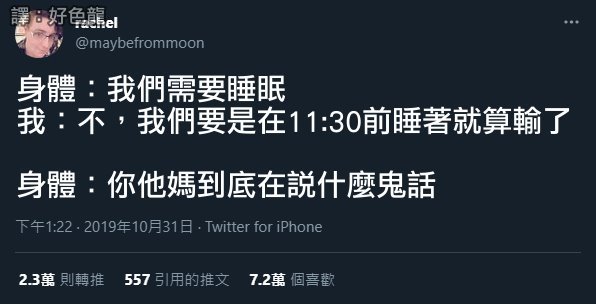 譯：好色龍
rachel
@maybefrommoon
身體：我們需要睡眠
我：不，我們要是在11:30前睡著就算輸了
身體：你他媽到底在説什麼鬼話
下午1:22 · 2019年10月31日 · Twitter for iPhone
2.3萬 則轉推 557 引用的推文 7.2萬 個喜歡